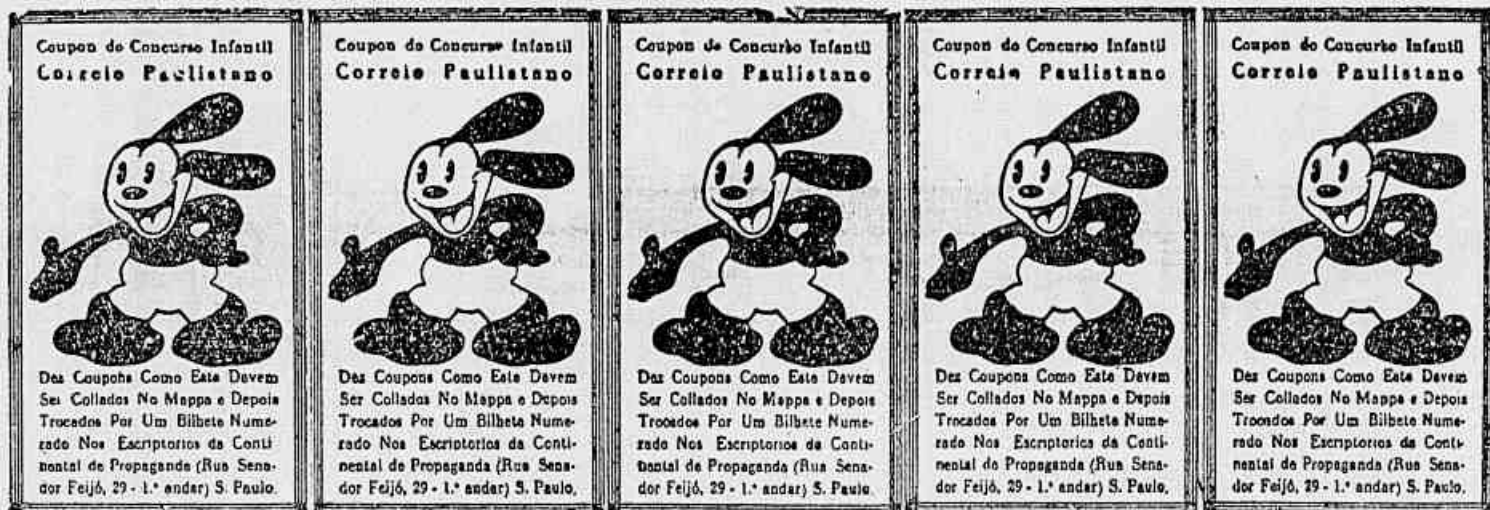 Coupon do Concurso Infantil
Correio Paulistano
Dez Coupons Como Este Devem
Ser Collados No Mappa e Depois
Trocados Por Um Bilhete Nume-
rado Nos Escriptorios da Conti
nental de Propaganda (Rua Sena-
dor Feijó, 29 - 1.º andar) S. Paulo.
Coupon do Concurso Infantil
Correio Paulistano
Dez Coupons Como Este Devem
Ser Collados No Mappa e Depois
Trocados Por Um Bilhete Nume-
rado Nos Escriptorios da Conti-
nental de Propaganda (Rua Sena-
dor Feijó, 29 - 1.º andar) S. Paulo.
Coupon do Concurso Infantil
Correio Paulistano
Dez Coupons Como Este Devem
Ser Collados No Mappa e Depois
Trocados Por Um Bilhete Nume-
rado Nos Escriptorios da Conti-
nental de Propaganda (Rua Sena-
dor Feijó, 29 - 1.º andar) S. Paulo.
Coupon do Concurso Infantil
Correio Paulistano
Dez Coupons Como Este Devem
Ser Collados No Mappa e Depois
Trocados Por Um Bilhete Nume-
rado Nos Escriptorios da Conti-
nental de Propaganda (Rua Sena-
dor Feijó, 29 - 1.º andar) S. Paulo.
Coupon do Concurso Infantil
Correio Paulistano
Dez Coupons Como Este Devem
Ser Collados No Mappa e Depois
Trocados Por Um Bilhete Nume-
rado Nos Escriptorios da Conti-
nental de Propaganda (Rua Sena-
dor Feijó, 29 - 1.º andar) S. Paulo.